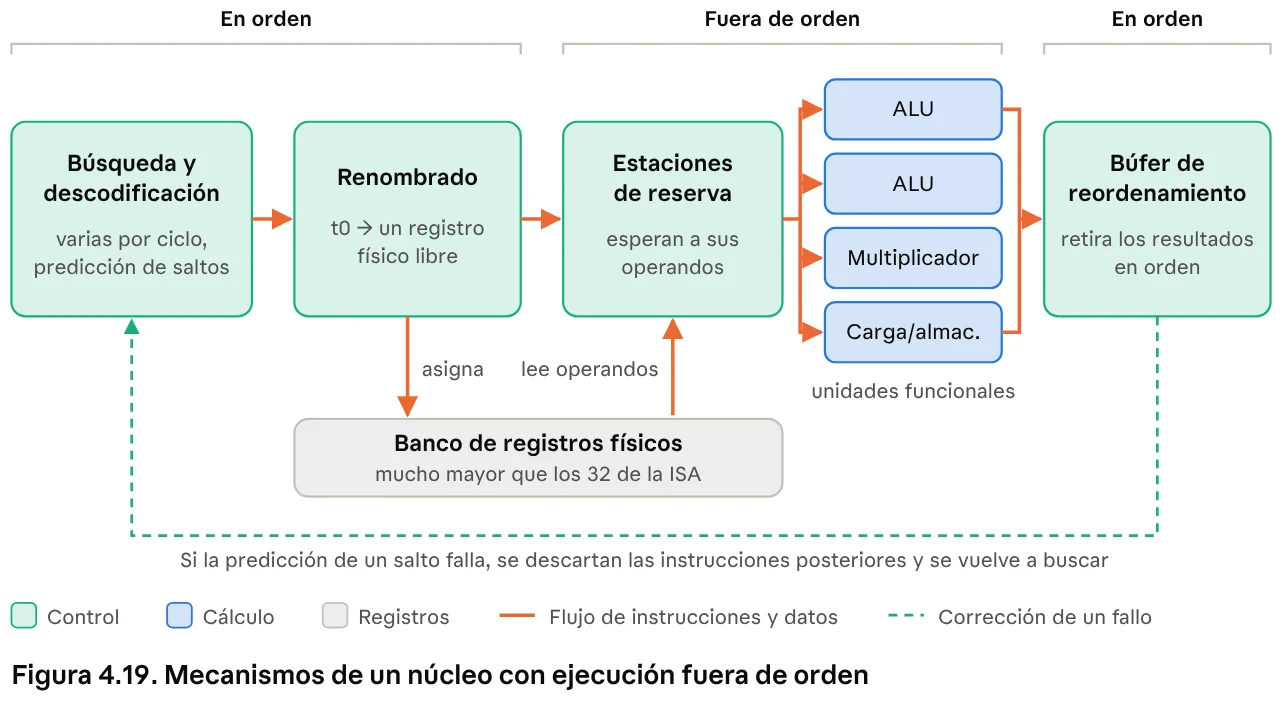 En orden
Fuera de orden
En orden
Búsqueda y
descodificación
varias por ciclo,
predicción de saltos
Renombrado
t0 → un registro
físico libre
Estaciones
de reserva
esperan a sus
operandos
ALU
ALU
Multiplicador
Carga/almac.
unidades funcionales
Búfer de
reordenamiento
retira los resultados
en orden
asigna
lee operandos
Banco de registros físicos
mucho mayor que los 32 de la ISA
Si la predicción de un salto falla, se descartan las instrucciones posteriores y se vuelve a buscar
Control
Cálculo
Registros
Flujo de instrucciones y datos
Corrección de un fallo
Figura 4.19. Mecanismos de un núcleo con ejecución fuera de orden